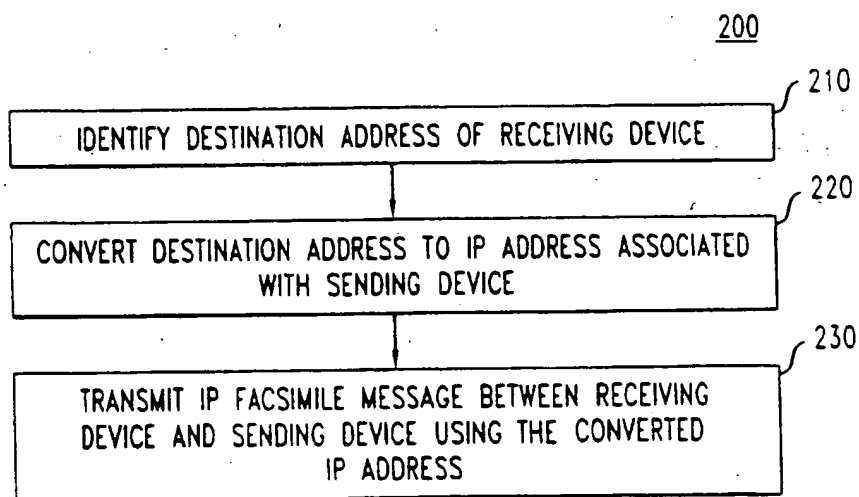 200
210
IDENTIFY DESTINATION ADDRESS OF RECEIVING DEVICE
220
CONVERT DESTINATION ADDRESS TO IP ADDRESS ASSOCIATED
WITH SENDING DEVICE
230
TRANSMIT IP FACSIMILE MESSAGE BETWEEN RECEIVING
DEVICE AND SENDING DEVICE USING THE CONVERTED
IP ADDRESS